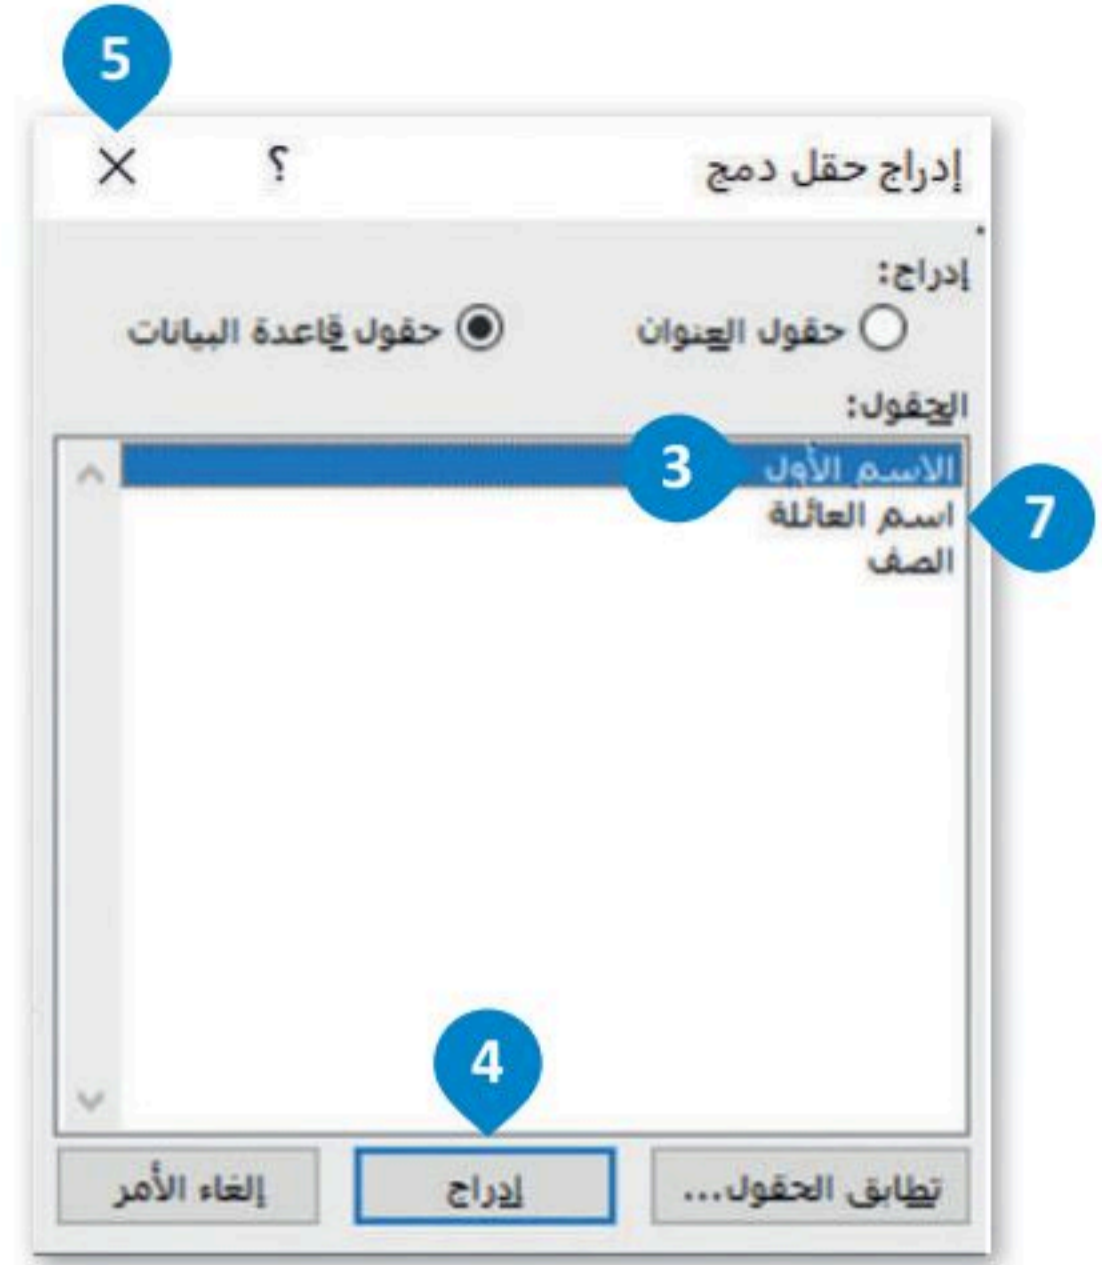 5
إدراج حقل دمج ؟ ×
إدراج:
حقول العنوان حقول قاعدة البيانات
الحقول:
الاسم الأول 3
اسم العائلة 7
الصف
4
تطابق الحقول... إدراج إلغاء الأمر